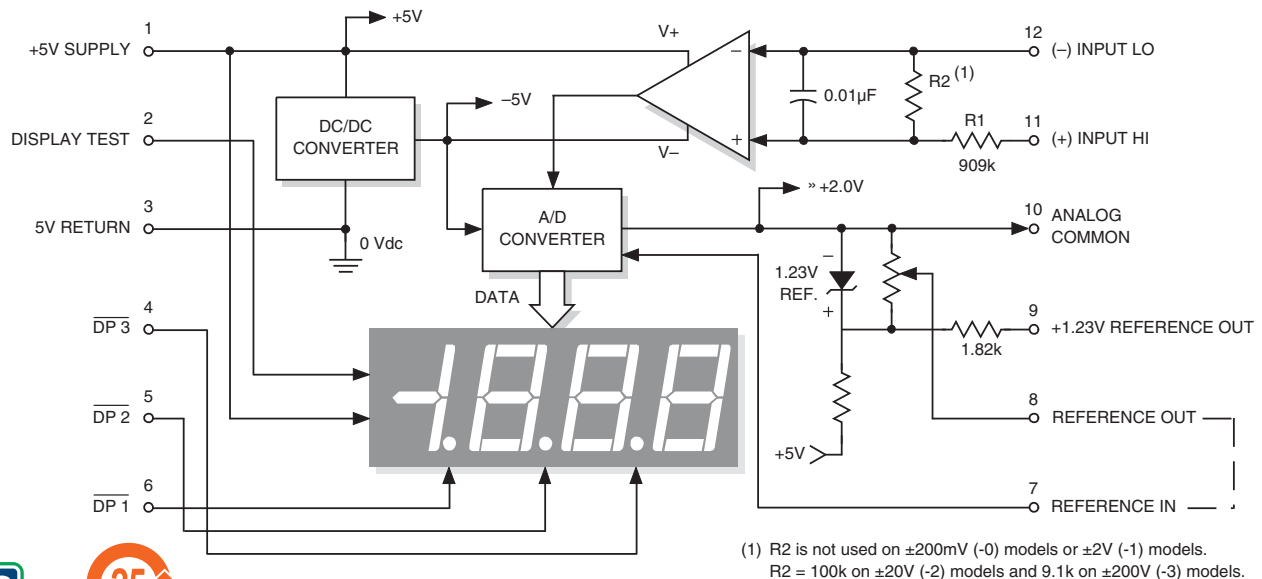 1
+5V SUPPLY
2
DISPLAY TEST
3
5V RETURN
4
DP 3
5
DP 2
6
DP 1
+5V
DC/DC
CONVERTER
0 Vdc
–5V
V+
V–
–
+
A/D
CONVERTER
DATA
-1.8.8.8
0.01µF
R2 (1)
R1
909k
12
(–) INPUT LO
11
(+) INPUT HI
» +2.0V
10
ANALOG
COMMON
–
1.23V
REF.
+
9
+1.23V REFERENCE OUT
1.82k
+5V
8
REFERENCE OUT
7
REFERENCE IN
(1) R2 is not used on ±200mV (-0) models or ±2V (-1) models.
R2 = 100k on ±20V (-2) models and 9.1k on ±200V (-3) models.